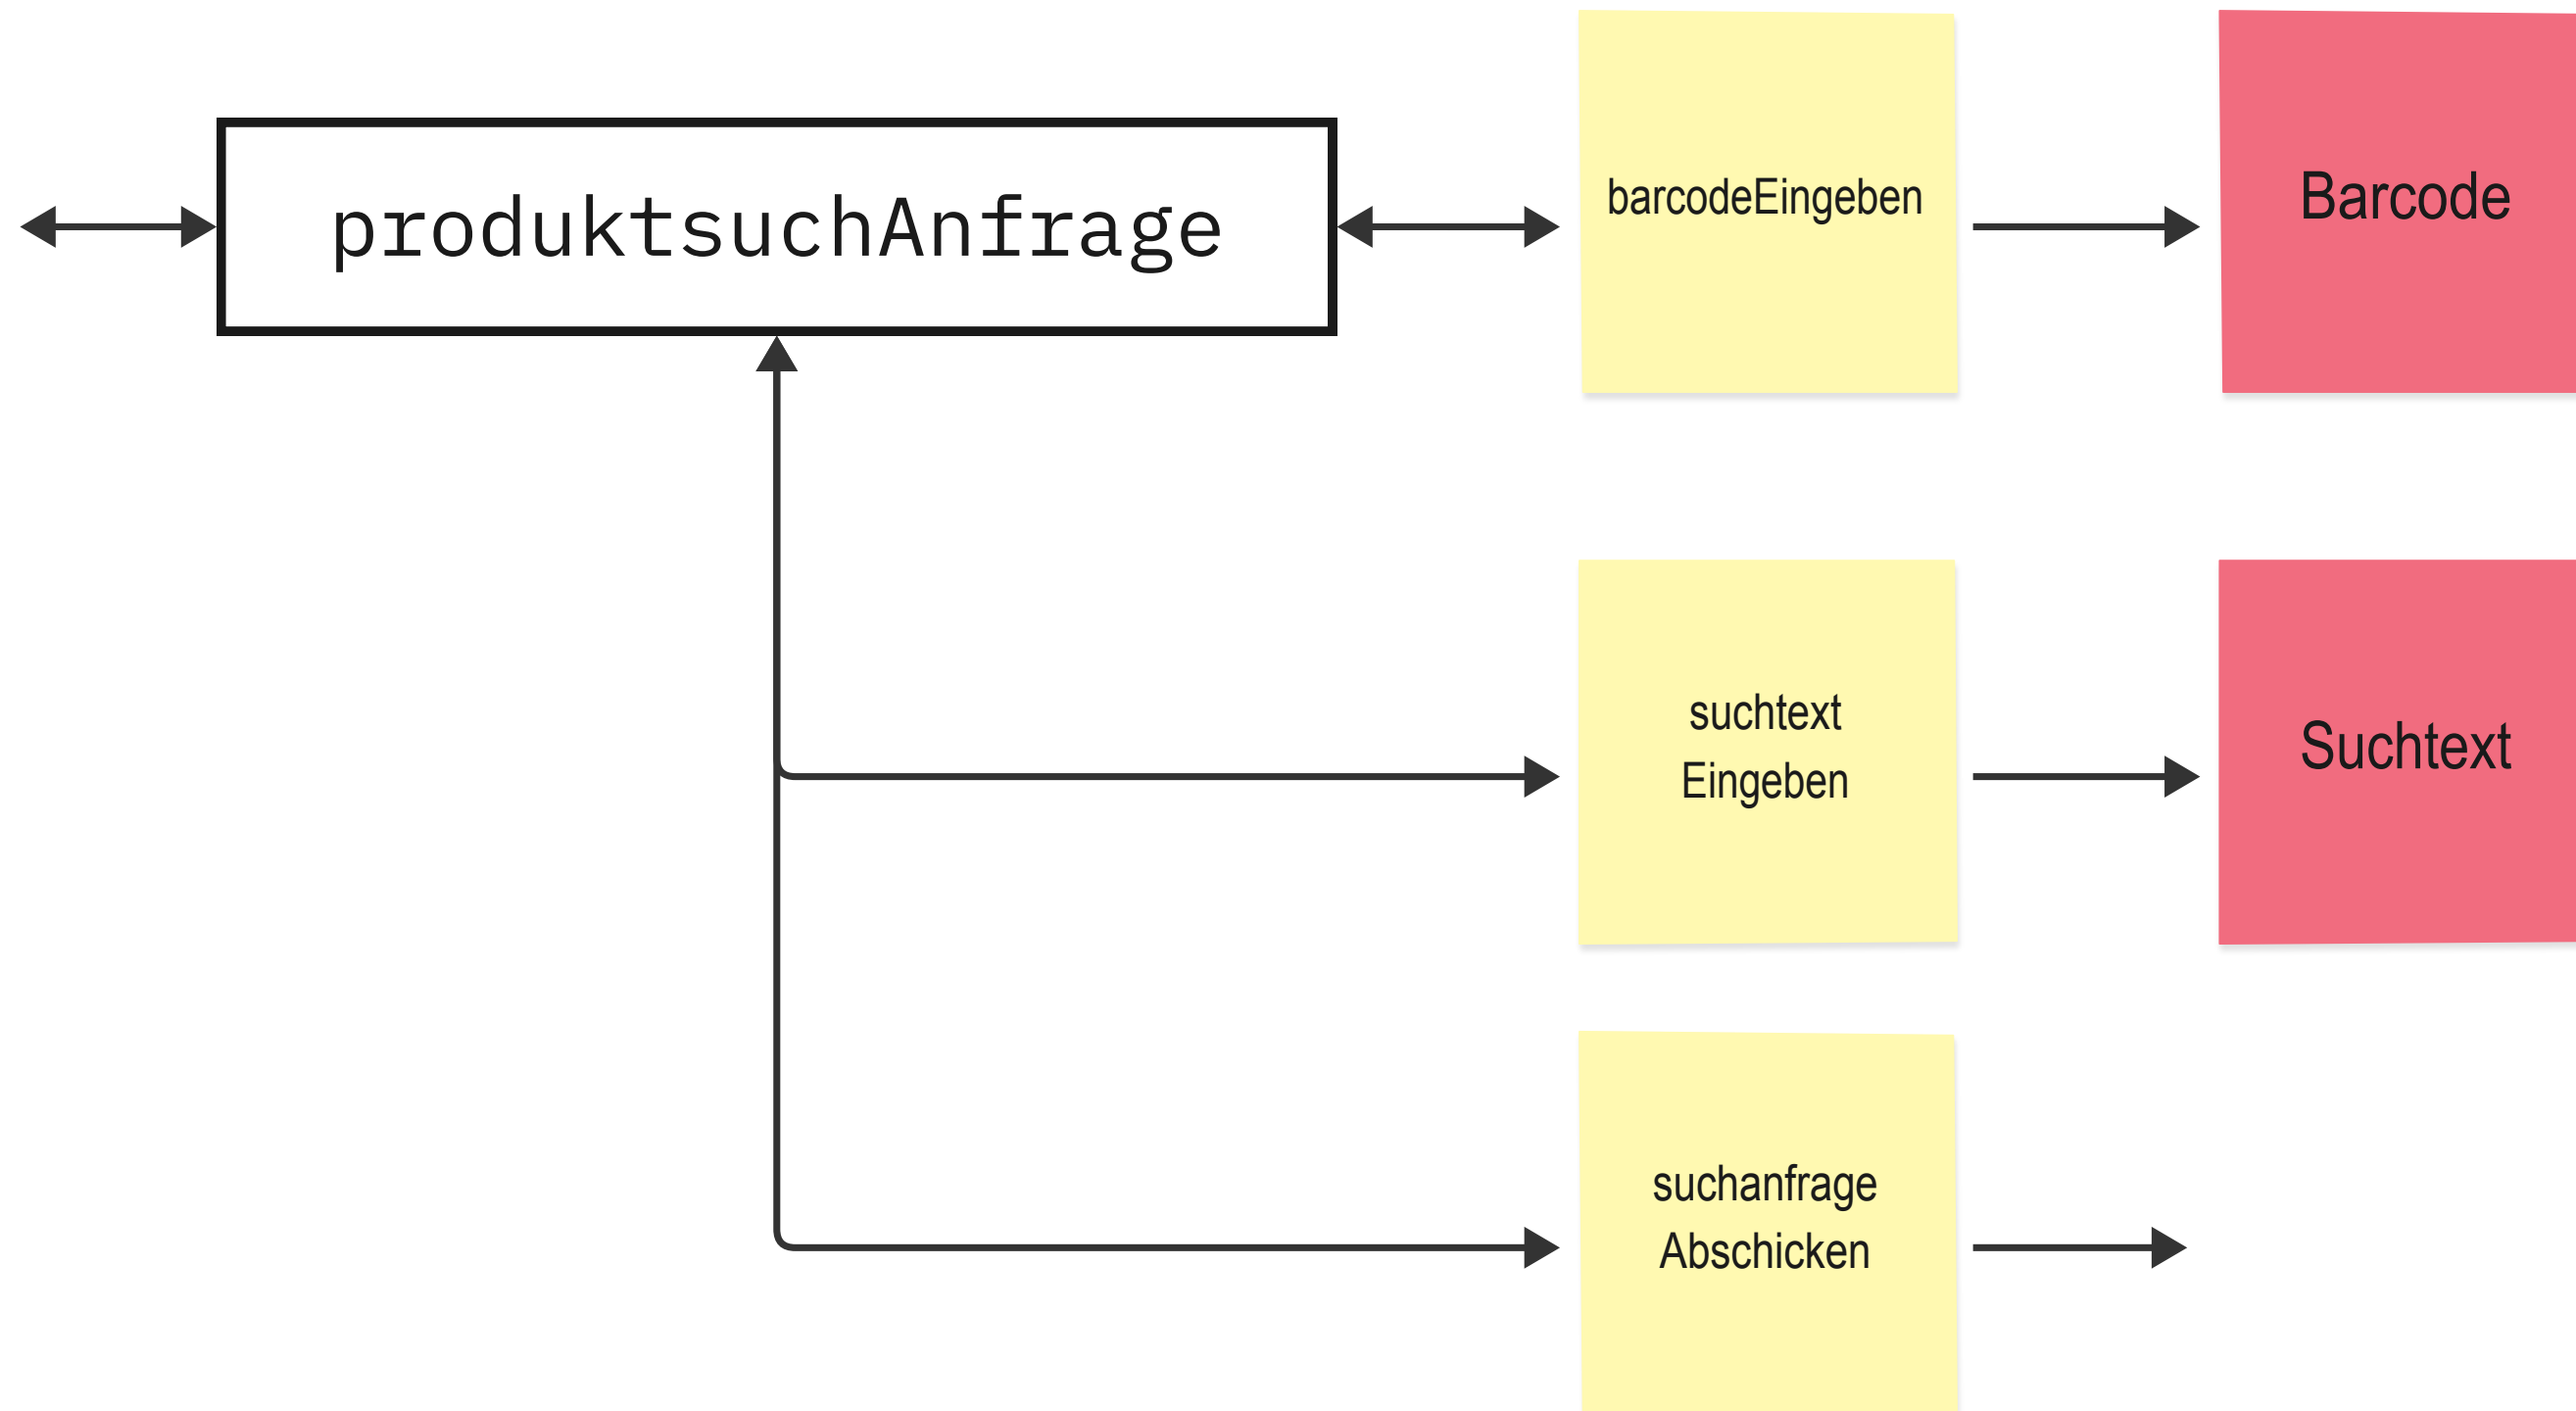 produktsuchAnfrage
barcodeEingeben
Barcode
suchtext
Eingeben
Suchtext
suchanfrage
Abschicken